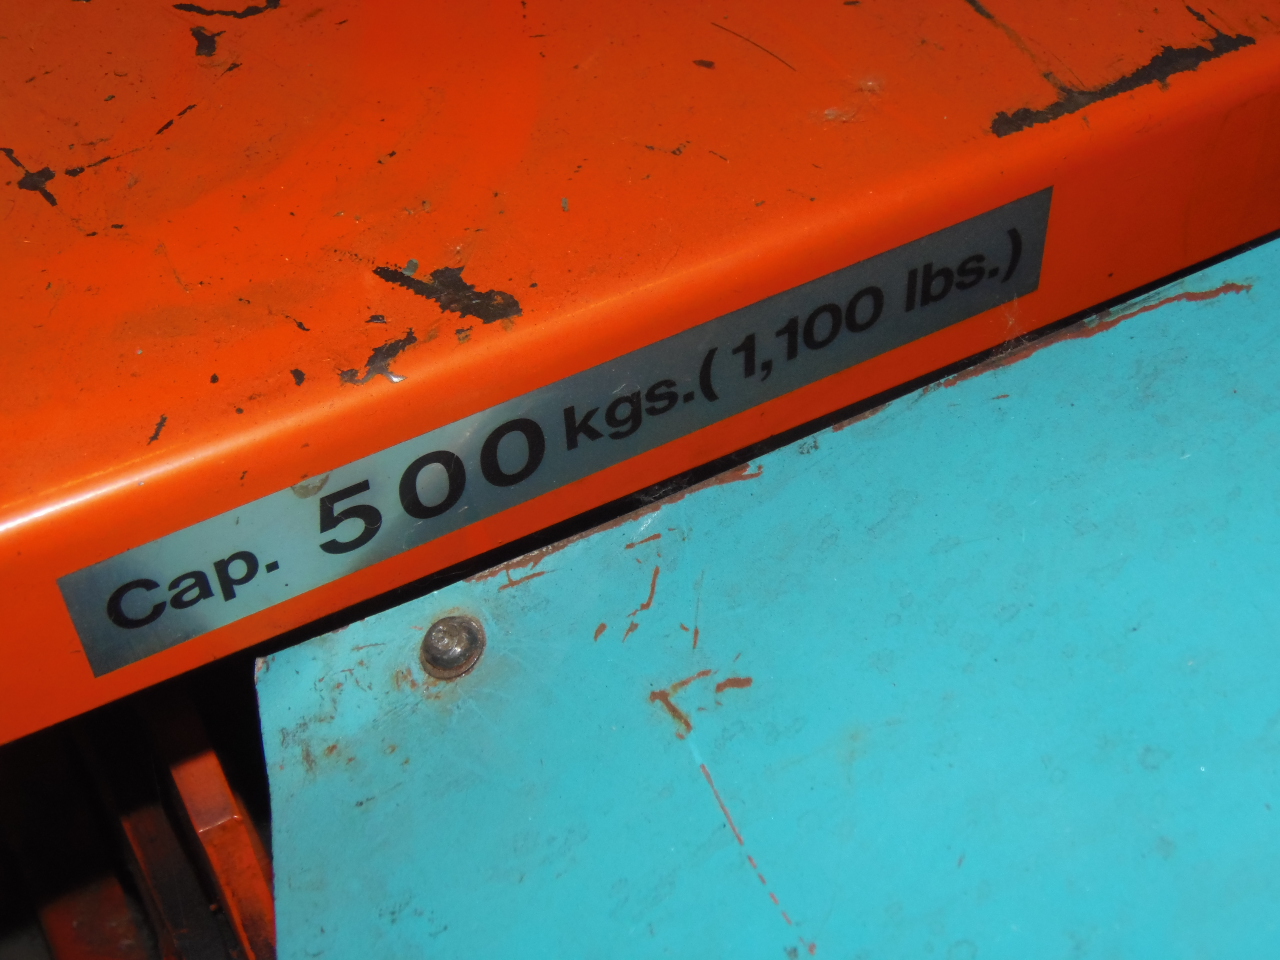 Cap. 500 kgs. (1,100 lbs.)